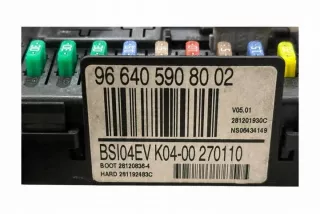 96 640 590 80 02
V05.01
281201930C
NS06434149
BSI04EV K04-00 270110
BOOT 28120836-4
HARD 281192483C